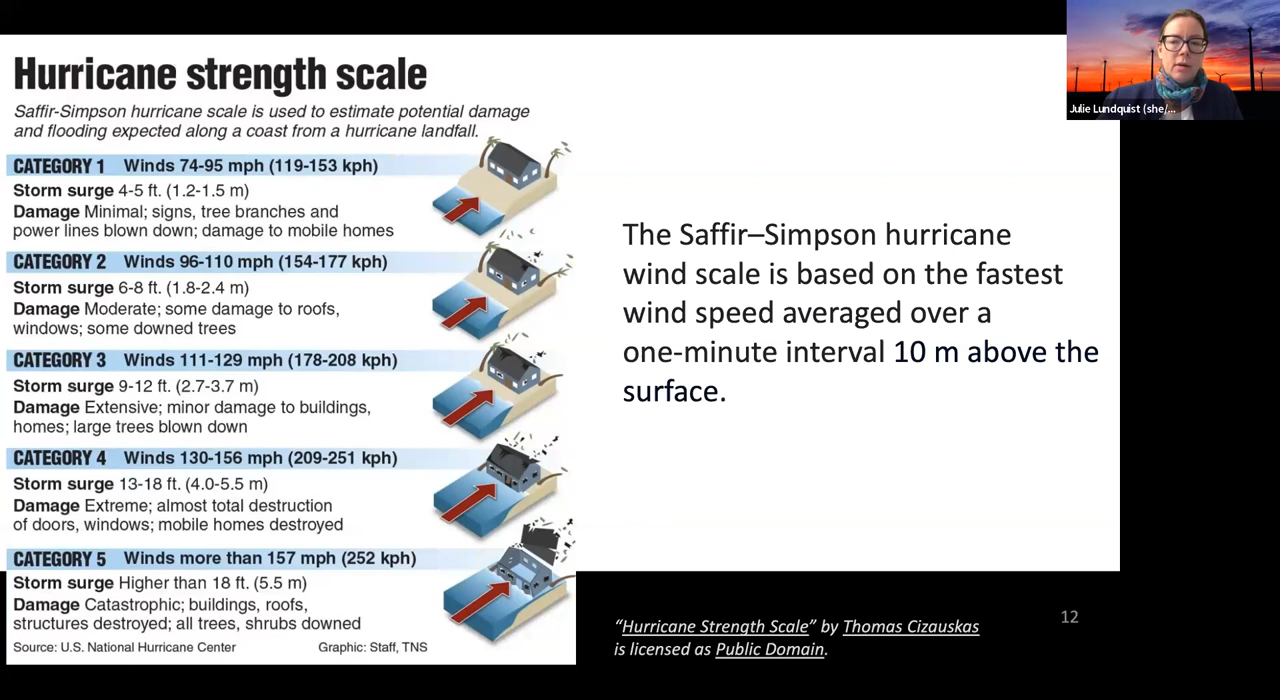 Hurricane strength scale
Saffir-Simpson hurricane scale is used to estimate potential damage
and flooding expected along a coast from a hurricane landfall.
CATEGORY 1 Winds 74-95 mph (119-153 kph)
Storm surge 4-5 ft. (1.2-1.5 m)
Damage Minimal; signs, tree branches and
power lines blown down; damage to mobile homes
CATEGORY 2 Winds 96-110 mph (154-177 kph)
Storm surge 6-8 ft. (1.8-2.4 m)
Damage Moderate; some damage to roofs,
windows; some downed trees
CATEGORY 3 Winds 111-129 mph (178-208 kph)
Storm surge 9-12 ft. (2.7-3.7 m)
Damage Extensive; minor damage to buildings,
homes; large trees blown down
CATEGORY 4 Winds 130-156 mph (209-251 kph)
Storm surge 13-18 ft. (4.0-5.5 m)
Damage Extreme; almost total destruction
of doors, windows; mobile homes destroyed
CATEGORY 5 Winds more than 157 mph (252 kph)
Storm surge Higher than 18 ft. (5.5 m)
Damage Catastrophic; buildings, roofs,
structures destroyed; all trees, shrubs downed
Source: U.S. National Hurricane Center Graphic: Staff, TNS
The Saffir–Simpson hurricane
wind scale is based on the fastest
wind speed averaged over a
one-minute interval 10 m above the
surface.
"Hurricane Strength Scale" by Thomas Cizauskas
is licensed as Public Domain.
12
Julie Lundquist (she/...